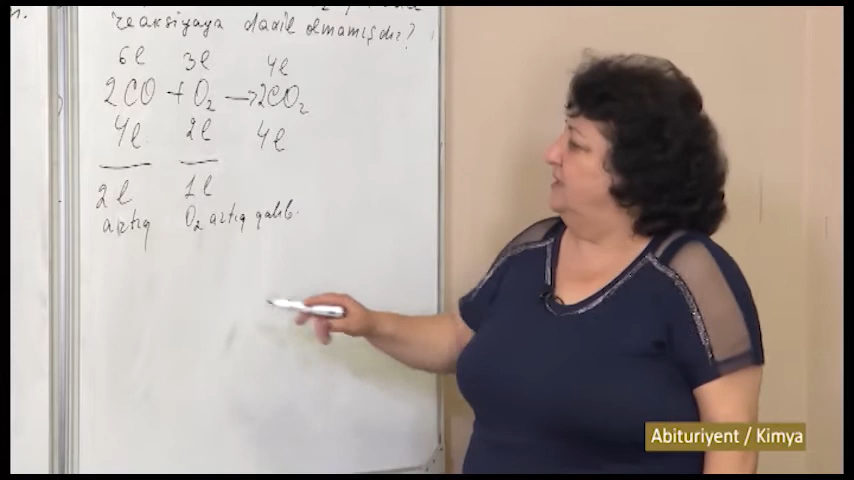 reaksiyaya daxil olmamışdır?
6l 3l 4l
2CO + O₂ → 2CO₂
4l 2l 4l
2l 1l
artıq O₂ artıq qalıb.
Abituriyent / Kimya